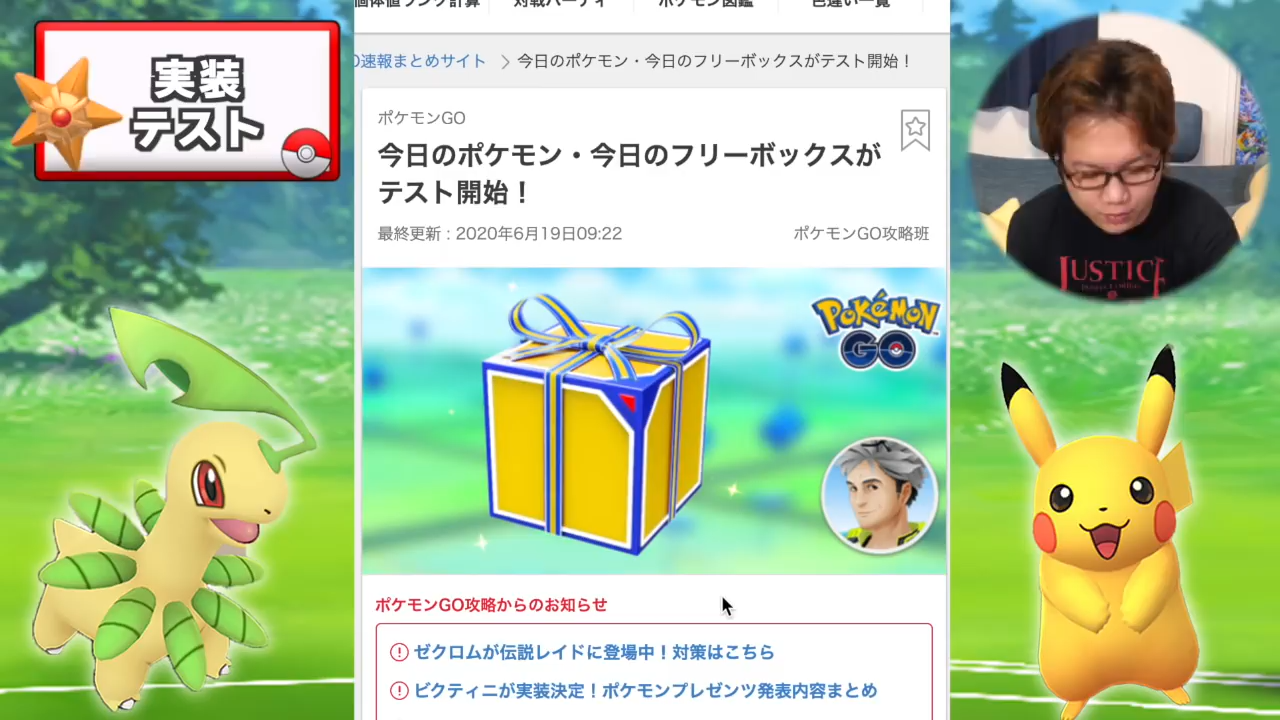 個体値ランク計算 対戦パーティ ポケモン図鑑 色違い一覧
O速報まとめサイト > 今日のポケモン・今日のフリーボックスがテスト開始！
実装
テスト
ポケモンGO
今日のポケモン・今日のフリーボックスが
テスト開始！
最終更新 : 2020年6月19日09:22 ポケモンGO攻略班
JUSTICE
POKÉMON
GO
ポケモンGO攻略からのお知らせ
ゼクロムが伝説レイドに登場中！対策はこちら
ビクティニが実装決定！ポケモンプレゼンツ発表内容まとめ